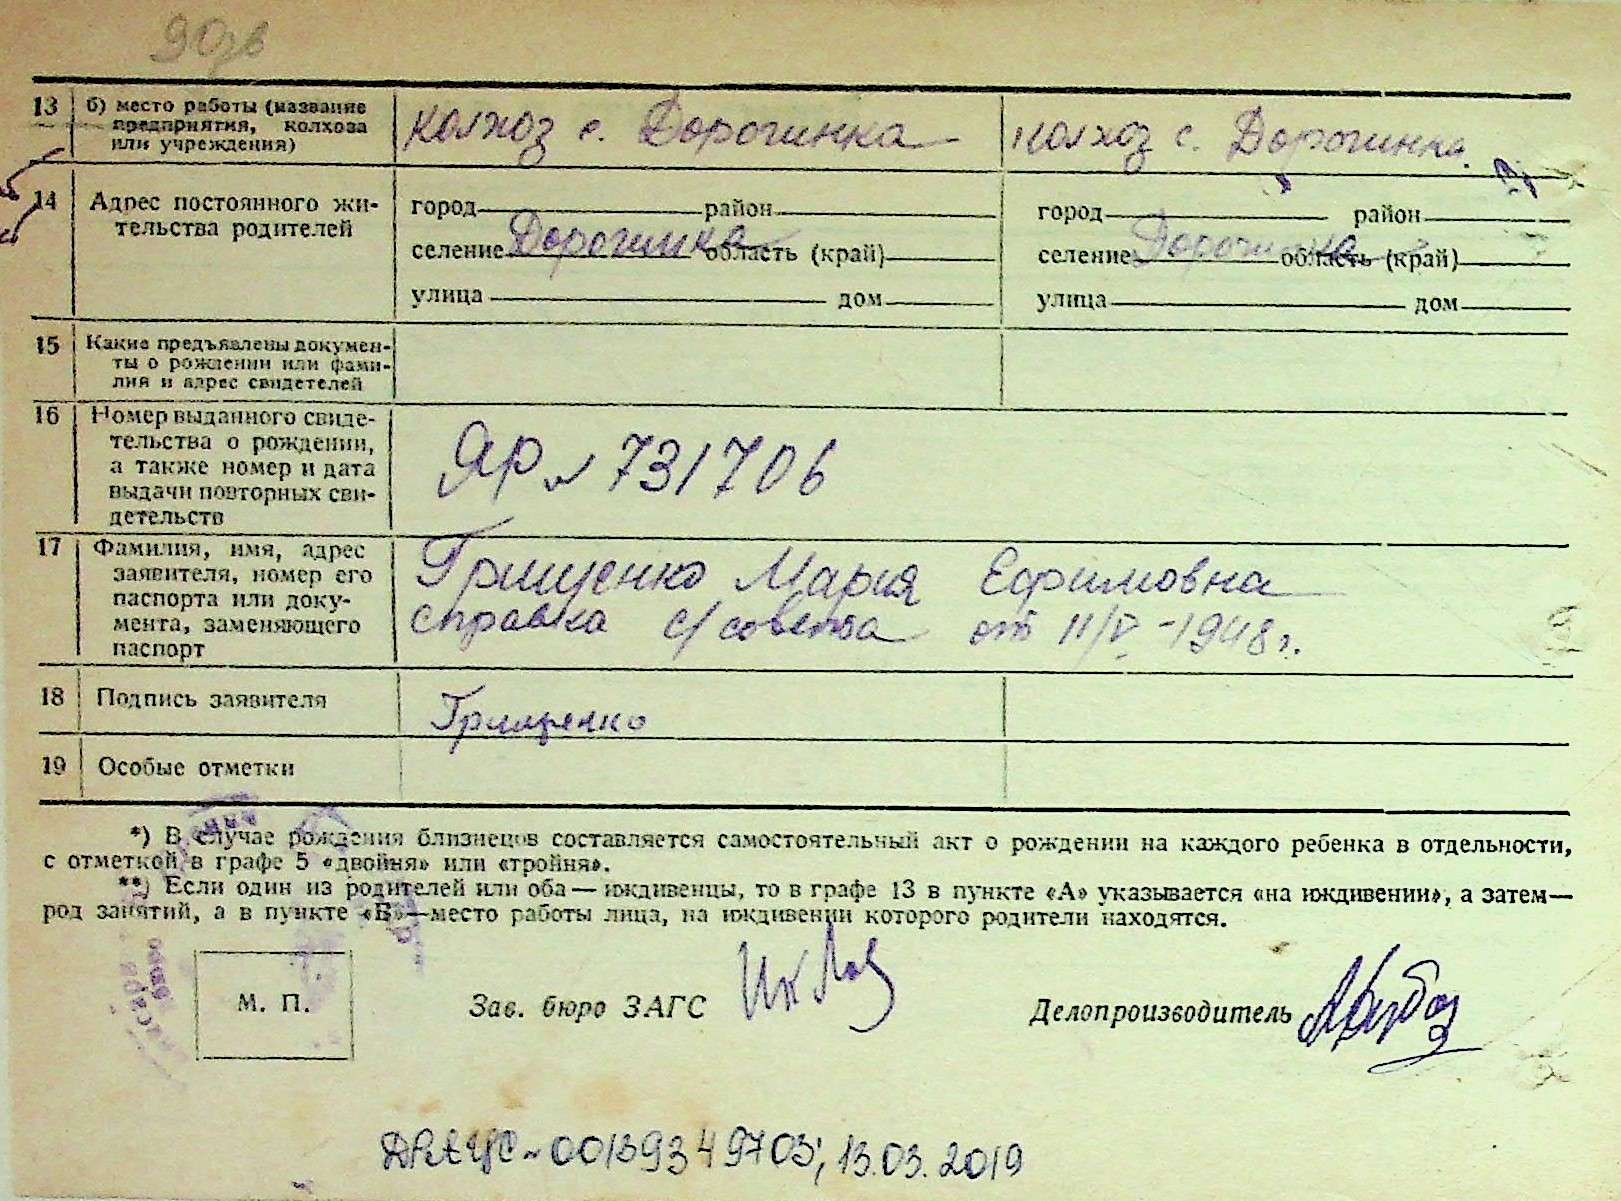 90зв
13 б) место работы (название предприятия, колхоза или учреждения) колхоз с. Дорогинка колхоз с. Дорогинка
14 Адрес постоянного жительства родителей
город район город район
селение Дорогинка область (край) селение Дорогинка область (край)
улица дом улица дом
15 Какие предъявлены документы о рождении или фамилия и адрес свидетелей
16 Номер выданного свидетельства о рождении, а также номер и дата выдачи повторных свидетельств
ЯР № 731706
17 Фамилия, имя, адрес заявителя, номер его паспорта или документа, заменяющего паспорт
Грищенко Мария Ефимовна
справка с/совета от 11/V-1948 г.
18 Подпись заявителя Грищенко
19 Особые отметки
*) В случае рождения близнецов составляется самостоятельный акт о рождении на каждого ребенка в отдельности,
с отметкой в графе 5 «двойня» или «тройня».
**) Если один из родителей или оба — иждивенцы, то в графе 13 в пункте «А» указывается «на иждивении», а затем—
род занятий, а в пункте «Б»—место работы лица, на иждивении которого родители находятся.
М. П. Зав. бюро ЗАГС Делопроизводитель
ДРАЦС № 00139349703, 13.03.2019